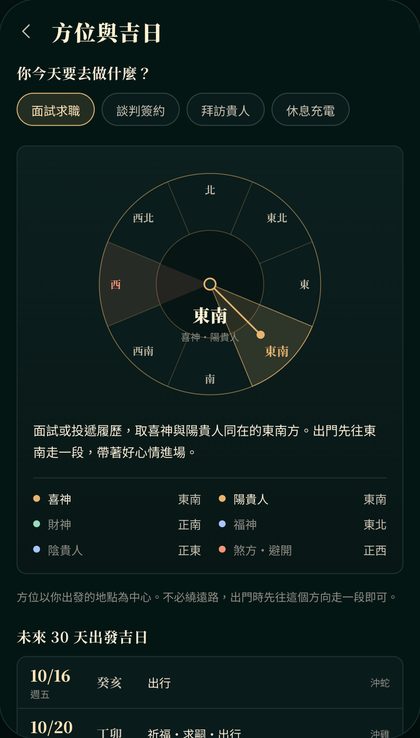 方位與吉日
你今天要去做什麼？
面試求職 談判簽約 拜訪貴人 休息充電
北
西北 東北
西 東
東南
喜神・陽貴人
西南 東南
南
面試或投遞履歷，取喜神與陽貴人同在的東南方。出門先往東
南走一段，帶著好心情進場。
喜神 東南 陽貴人 東南
財神 正南 福神 東北
陰貴人 正東 煞方・避開 正西
方位以你出發的地點為中心。不必繞遠路，出門時先往這個方向走一段即可。
未來 30 天出發吉日
10/16 癸亥 出行 沖蛇
週五
10/20 丁卯 祈福・求嗣・出行 沖雞